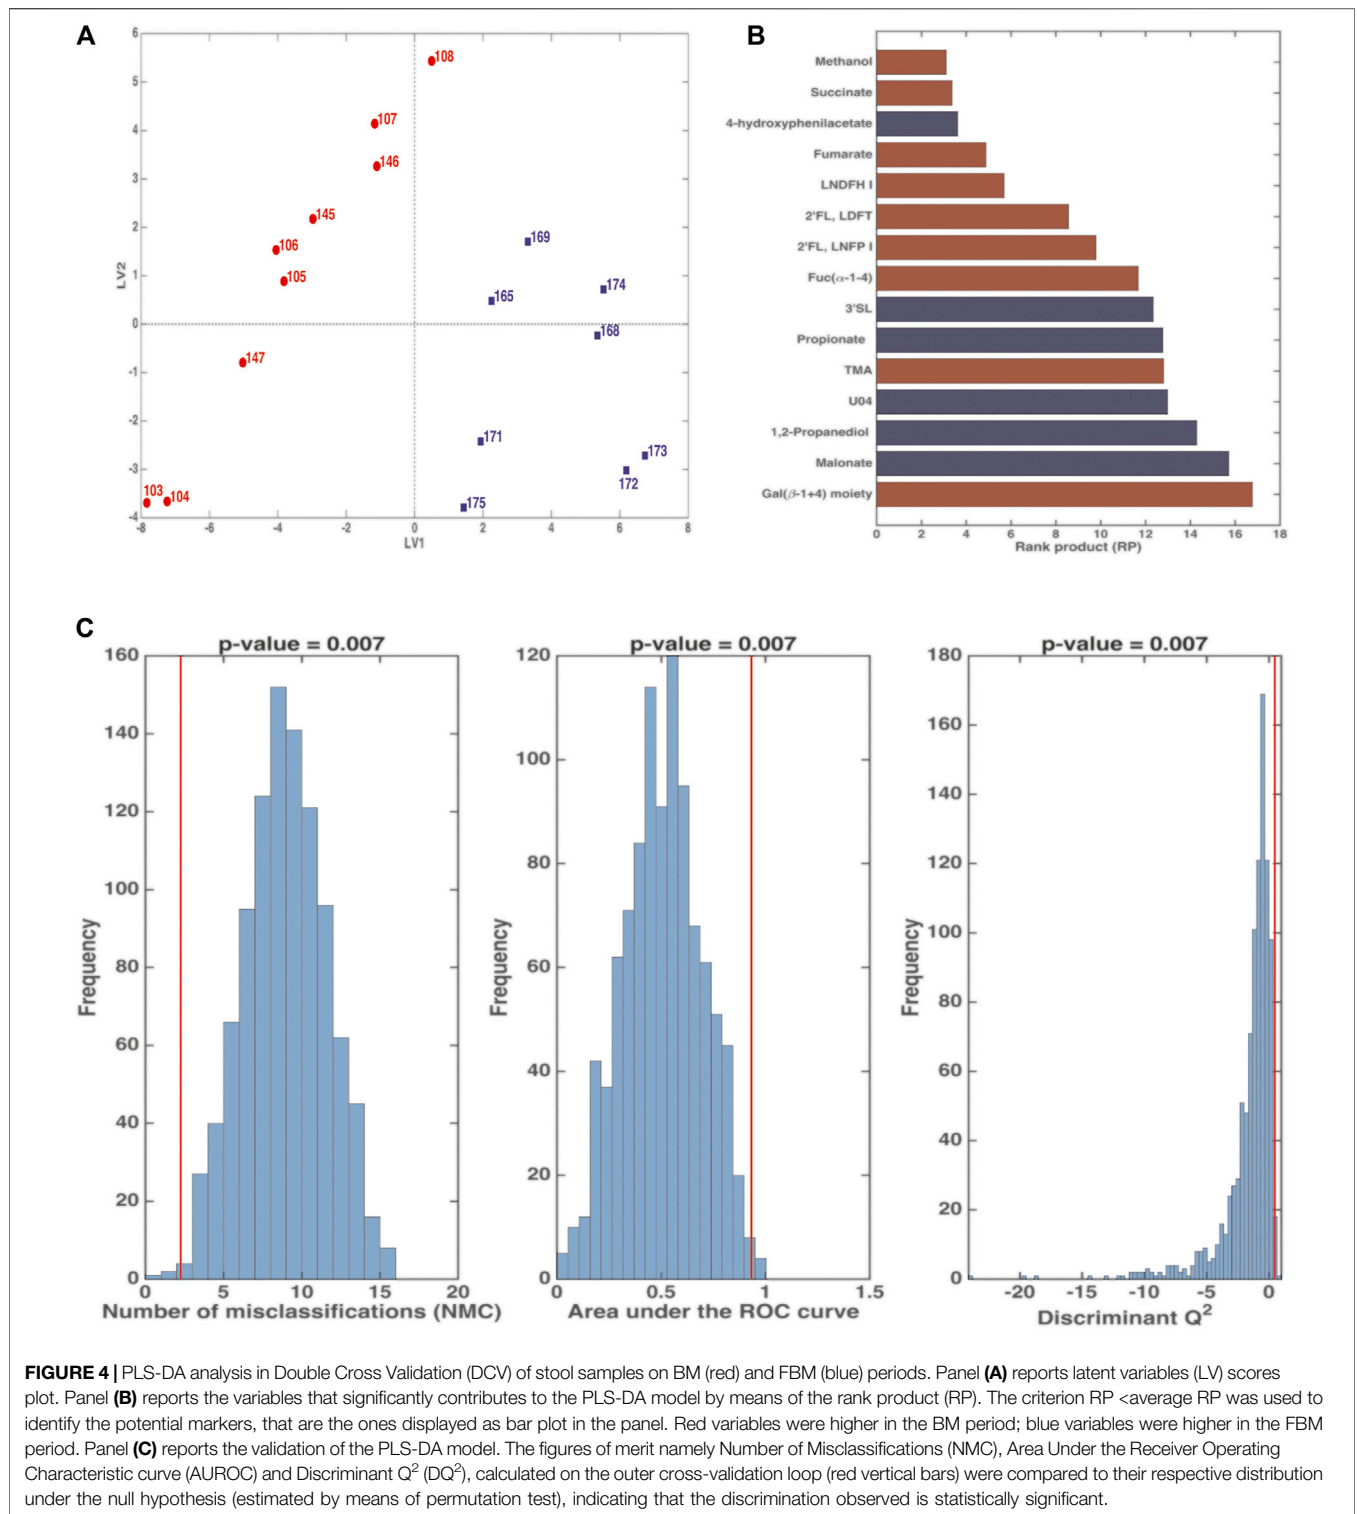 A
6
5
4
3
2
1
0
-1
-2
-3
-4
-8
-6
-4
-2
0
2
4
6
8
LV2
LV1
108
107
146
145
106
105
147
103
104
169
174
165
168
171
173
172
175
B
Methanol
Succinate
4-hydroxyphenilacetate
Fumarate
LNDFH I
2'FL, LDFT
2'FL, LNFP I
Fuc(α-1-4)
3'SL
Propionate
TMA
U04
1,2-Propanediol
Malonate
Gal(β-1+4) moiety
0 2 4 6 8 10 12 14 16 18
Rank product (RP)
C
p-value = 0.007
160
140
120
100
80
60
40
20
0
Frequency
0 5 10 15 20
Number of misclassifications (NMC)
p-value = 0.007
120
100
80
60
40
20
0
Frequency
0 0.5 1 1.5
Area under the ROC curve
p-value = 0.007
180
160
140
120
100
80
60
40
20
0
Frequency
-20 -15 -10 -5 0
Discriminant Q²
FIGURE 4 | PLS-DA analysis in Double Cross Validation (DCV) of stool samples on BM (red) and FBM (blue) periods. Panel (A) reports latent variables (LV) scores
plot. Panel (B) reports the variables that significantly contributes to the PLS-DA model by means of the rank product (RP). The criterion RP <average RP was used to
identify the potential markers, that are the ones displayed as bar plot in the panel. Red variables were higher in the BM period; blue variables were higher in the FBM
period. Panel (C) reports the validation of the PLS-DA model. The figures of merit namely Number of Misclassifications (NMC), Area Under the Receiver Operating
Characteristic curve (AUROC) and Discriminant Q² (DQ²), calculated on the outer cross-validation loop (red vertical bars) were compared to their respective distribution
under the null hypothesis (estimated by means of permutation test), indicating that the discrimination observed is statistically significant.